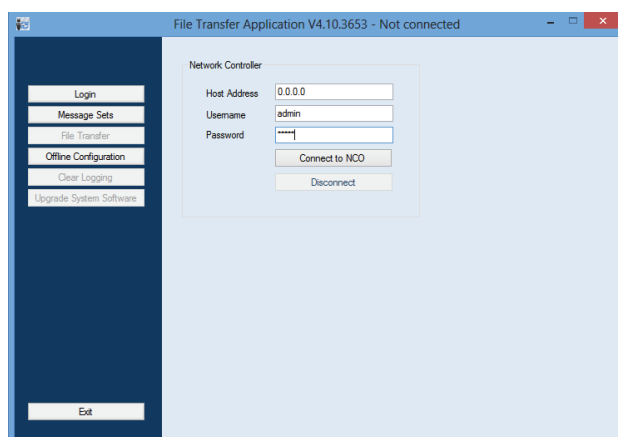 File Transfer Application V4.10.3653 - Not connected
Network Controller
Login
Host Address 0.0.0.0
Message Sets
Username admin
File Transfer
Password *****
Offline Configuration
Connect to NCO
Clear Logging
Disconnect
Upgrade System Software
Exit